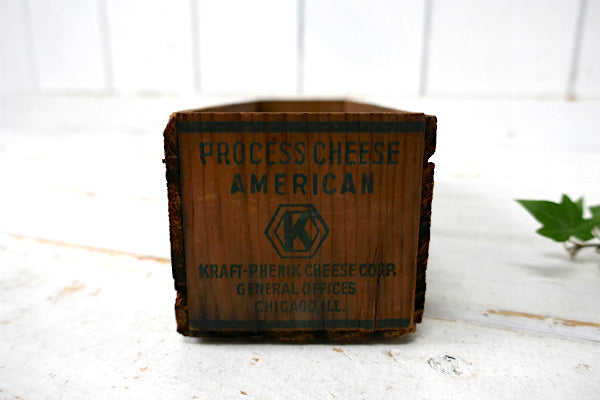 PROCESS CHEESE
AMERICAN
K
KRAFT-PHENIX CHEESE CORP.
GENERAL OFFICES
CHICAGO, ILL.